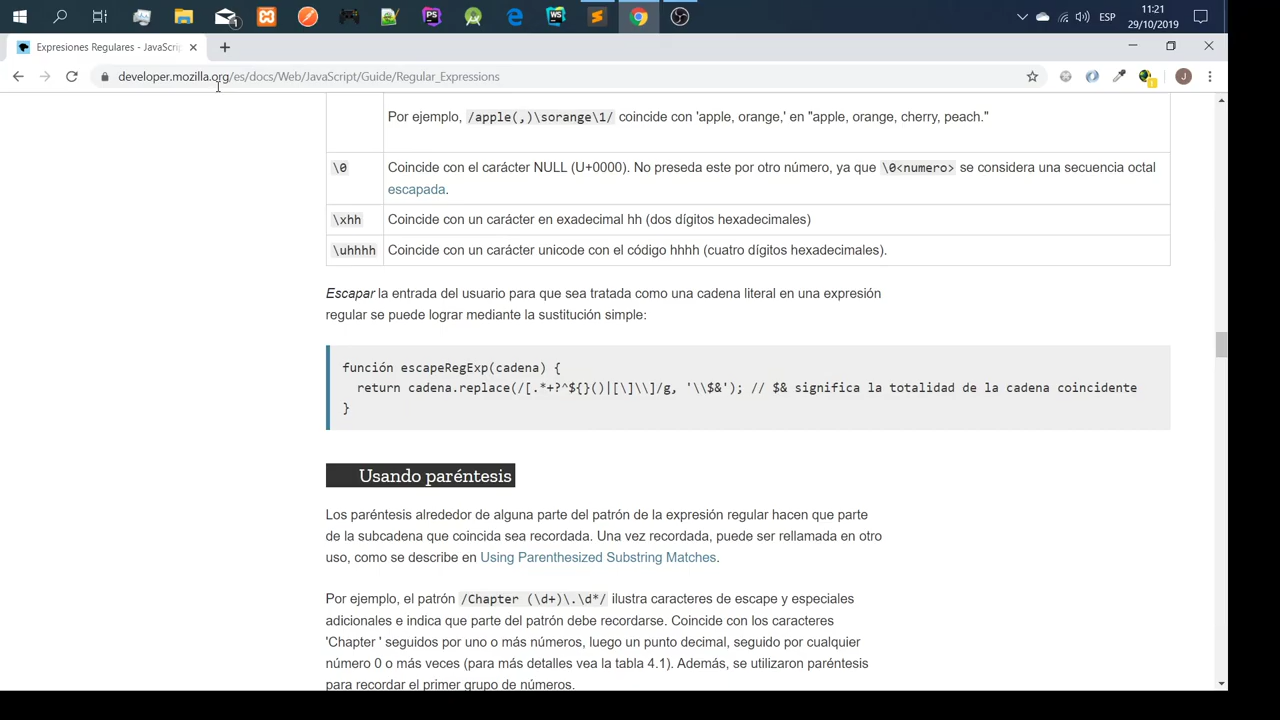 11:21
ESP
29/10/2019
1
Expresiones Regulares - JavaScri
developer.mozilla.org/es/docs/Web/JavaScript/Guide/Regular_Expressions
J
Por ejemplo, /apple(,)\sorange\1/ coincide con 'apple, orange,' en "apple, orange, cherry, peach."
\0 Coincide con el carácter NULL (U+0000). No preseda este por otro número, ya que \0<numero> se considera una secuencia octal
escapada.
\xhh Coincide con un carácter en exadecimal hh (dos dígitos hexadecimales)
\uhhhh Coincide con un carácter unicode con el código hhhh (cuatro dígitos hexadecimales).
Escapar la entrada del usuario para que sea tratada como una cadena literal en una expresión
regular se puede lograr mediante la sustitución simple:
función escapeRegExp(cadena) {
return cadena.replace(/[.*+?^${}()|[\]\\]/g, '\\$&'); // $& significa la totalidad de la cadena coincidente
}
Usando paréntesis
Los paréntesis alrededor de alguna parte del patrón de la expresión regular hacen que parte
de la subcadena que coincida sea recordada. Una vez recordada, puede ser rellamada en otro
uso, como se describe en Using Parenthesized Substring Matches.
Por ejemplo, el patrón /Chapter (\d+)\.\d*/ ilustra caracteres de escape y especiales
adicionales e indica que parte del patrón debe recordarse. Coincide con los caracteres
'Chapter ' seguidos por uno o más números, luego un punto decimal, seguido por cualquier
número 0 o más veces (para más detalles vea la tabla 4.1). Además, se utilizaron paréntesis
para recordar el primer grupo de números.